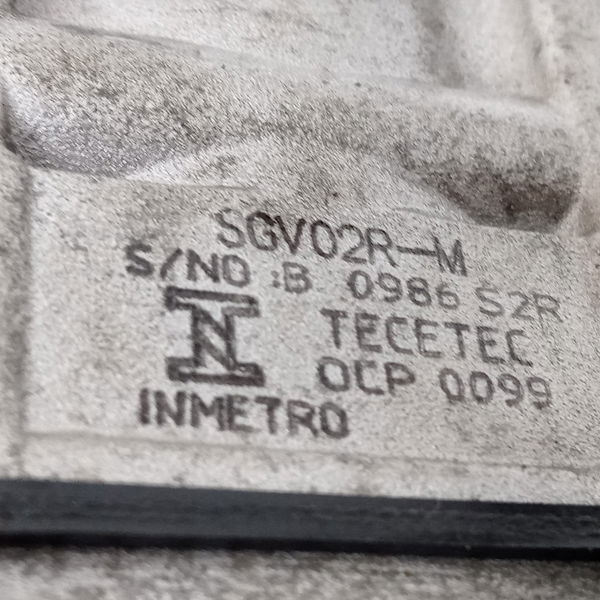 SGV02R-M
S/NO :B 0986 S2R
TECETEC
OCP 0099
INMETRO